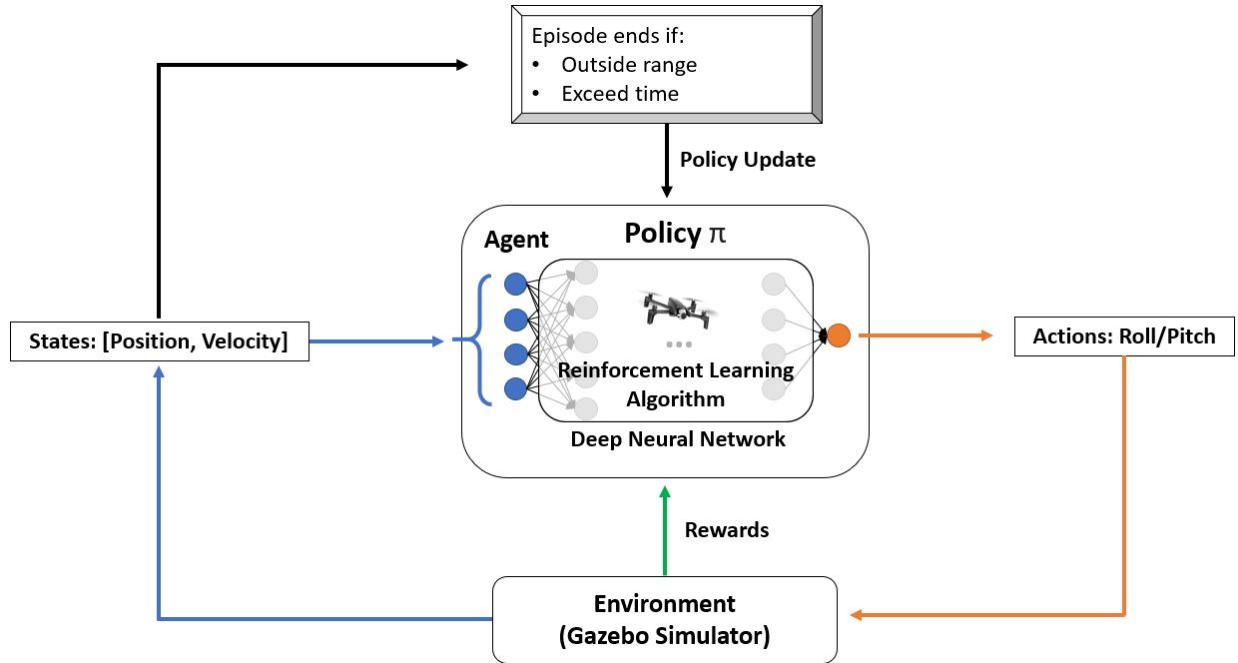 Episode ends if:
• Outside range
• Exceed time
Policy Update
Agent
Policy π
States: [Position, Velocity]
Actions: Roll/Pitch
Reinforcement Learning
Algorithm
Deep Neural Network
Rewards
Environment
(Gazebo Simulator)